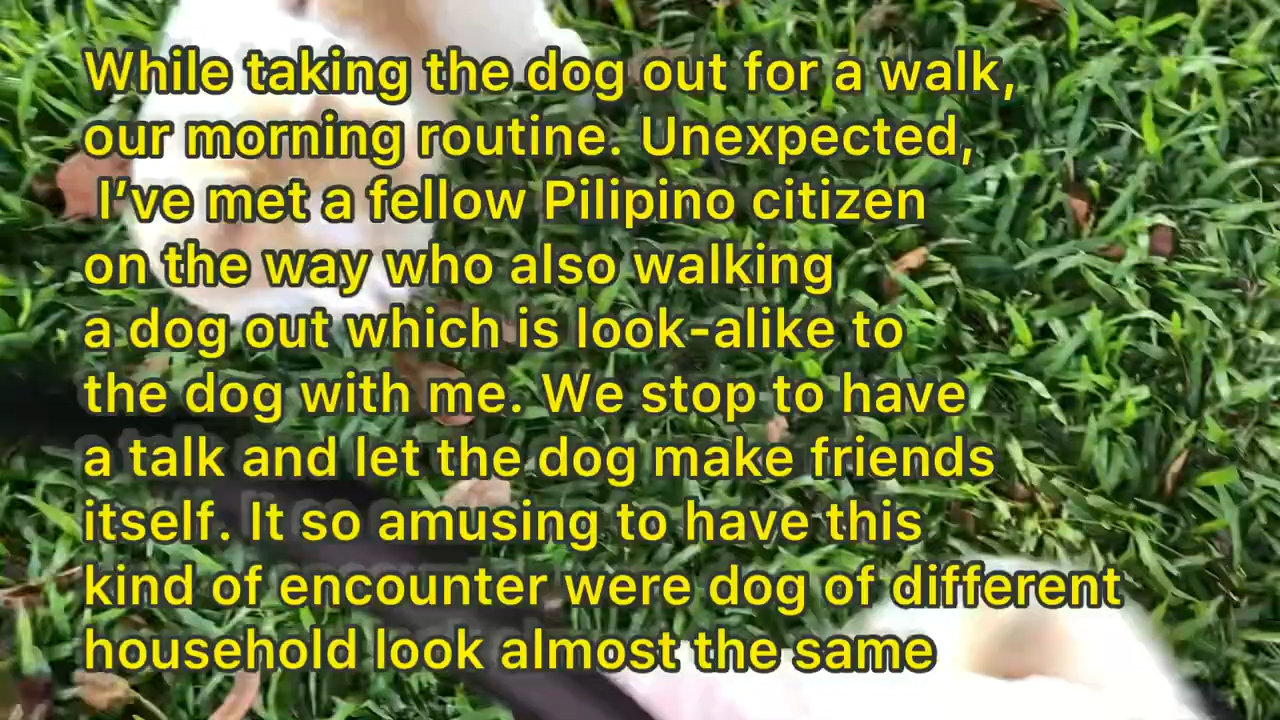 While taking the dog out for a walk,
our morning routine. Unexpected,
I’ve met a fellow Pilipino citizen
on the way who also walking
a dog out which is look-alike to
the dog with me. We stop to have
a talk and let the dog make friends
itself. It so amusing to have this
kind of encounter were dog of different
household look almost the same